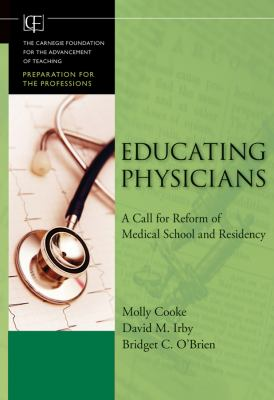 CF
THE CARNEGIE FOUNDATION
FOR THE ADVANCEMENT
OF TEACHING
PREPARATION FOR
THE PROFESSIONS
EDUCATING
PHYSICIANS
A Call for Reform of
Medical School and Residency
Molly Cooke
David M. Irby
Bridget C. O'Brien